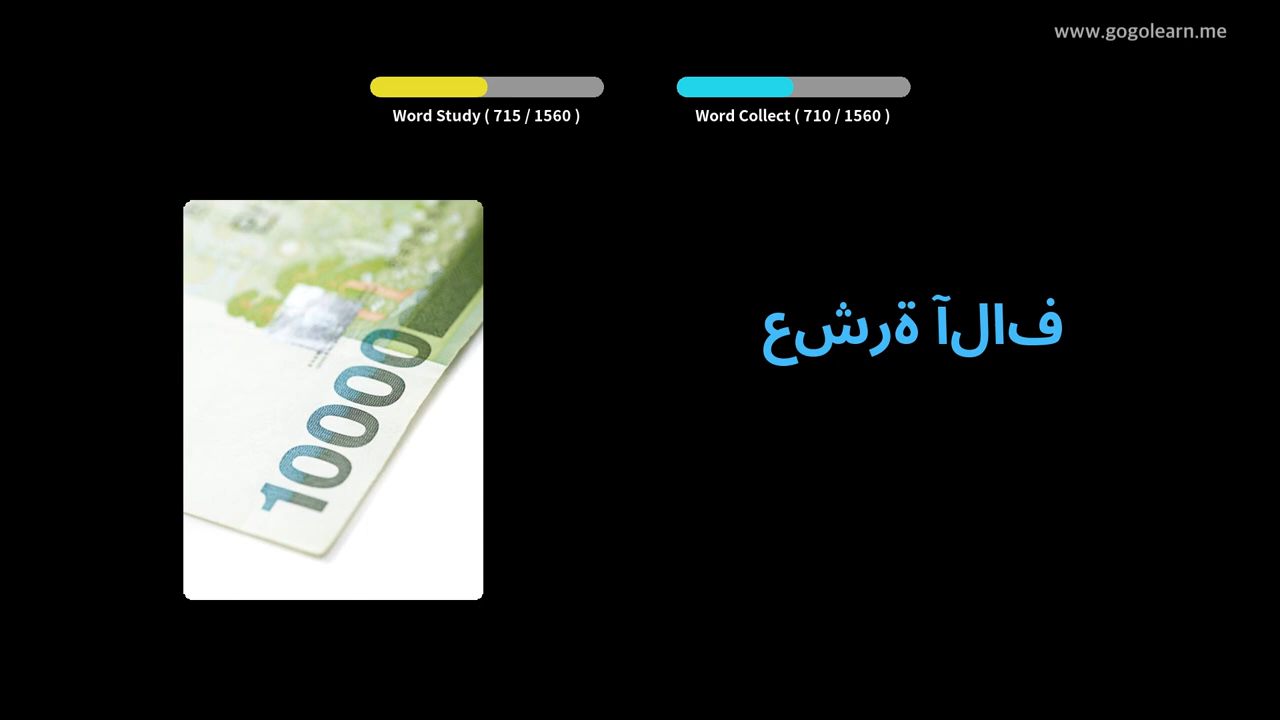 www.gogolearn.me
Word Study ( 715 / 1560 )
Word Collect ( 710 / 1560 )
عشرة آلاف
10000